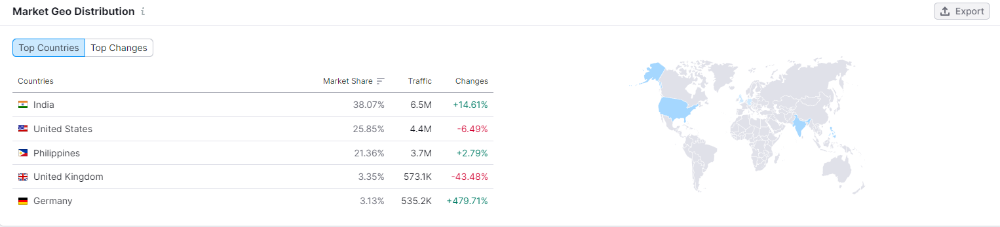 Market Geo Distribution i
Export
Top Countries Top Changes
Countries Market Share Traffic Changes
India 38.07% 6.5M +14.61%
United States 25.85% 4.4M -6.49%
Philippines 21.36% 3.7M +2.79%
United Kingdom 3.35% 573.1K -43.48%
Germany 3.13% 535.2K +479.71%